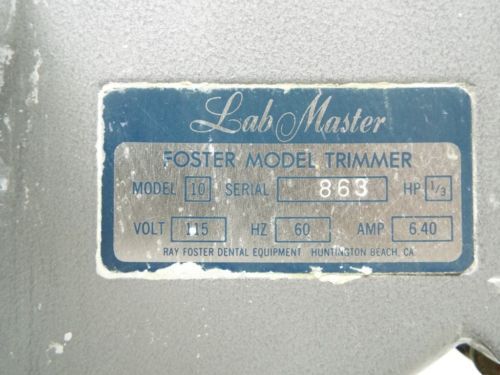 Lab Master
FOSTER MODEL TRIMMER
MODEL 10 SERIAL 863 HP 1/3
VOLT 115 HZ 60 AMP 6.40
RAY FOSTER DENTAL EQUIPMENT HUNTINGTON BEACH, CA